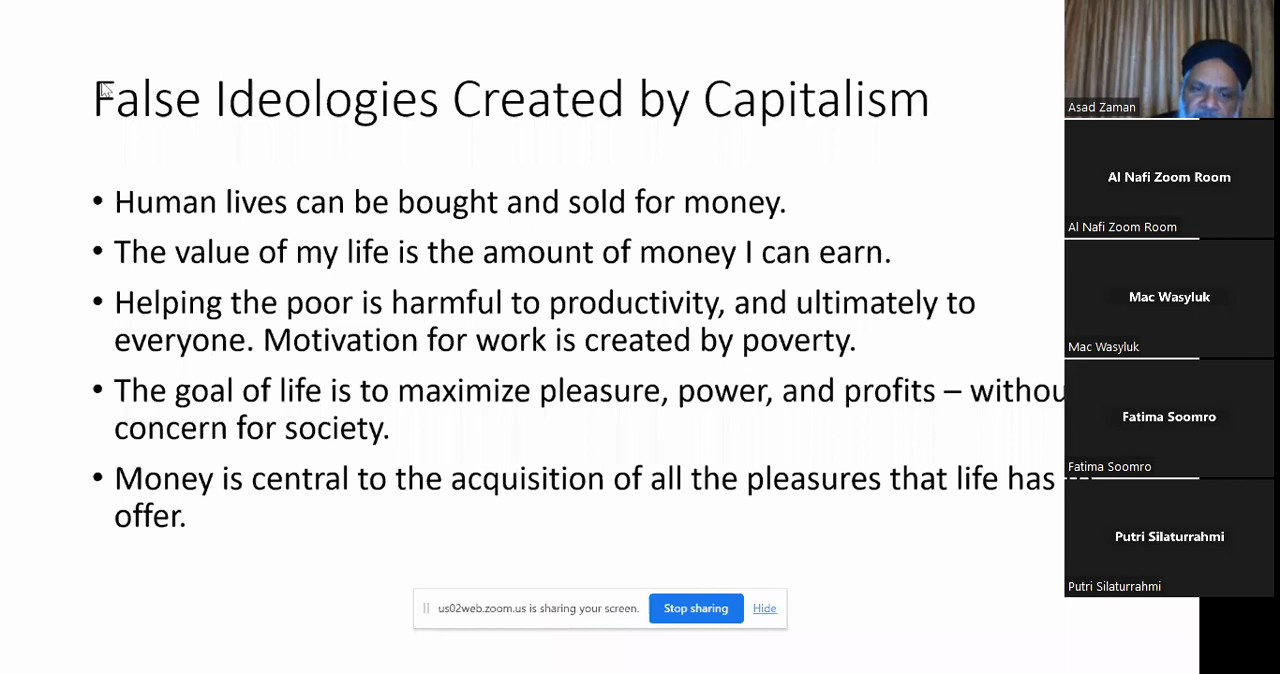 False Ideologies Created by Capitalism
• Human lives can be bought and sold for money.
• The value of my life is the amount of money I can earn.
• Helping the poor is harmful to productivity, and ultimately to
everyone. Motivation for work is created by poverty.
• The goal of life is to maximize pleasure, power, and profits – withou
concern for society.
• Money is central to the acquisition of all the pleasures that life has
offer.
us02web.zoom.us is sharing your screen. Stop sharing Hide
Asad Zaman
Al Nafi Zoom Room
Al Nafi Zoom Room
Mac Wasyluk
Mac Wasyluk
Fatima Soomro
Fatima Soomro
Putri Silaturrahmi
Putri Silaturrahmi